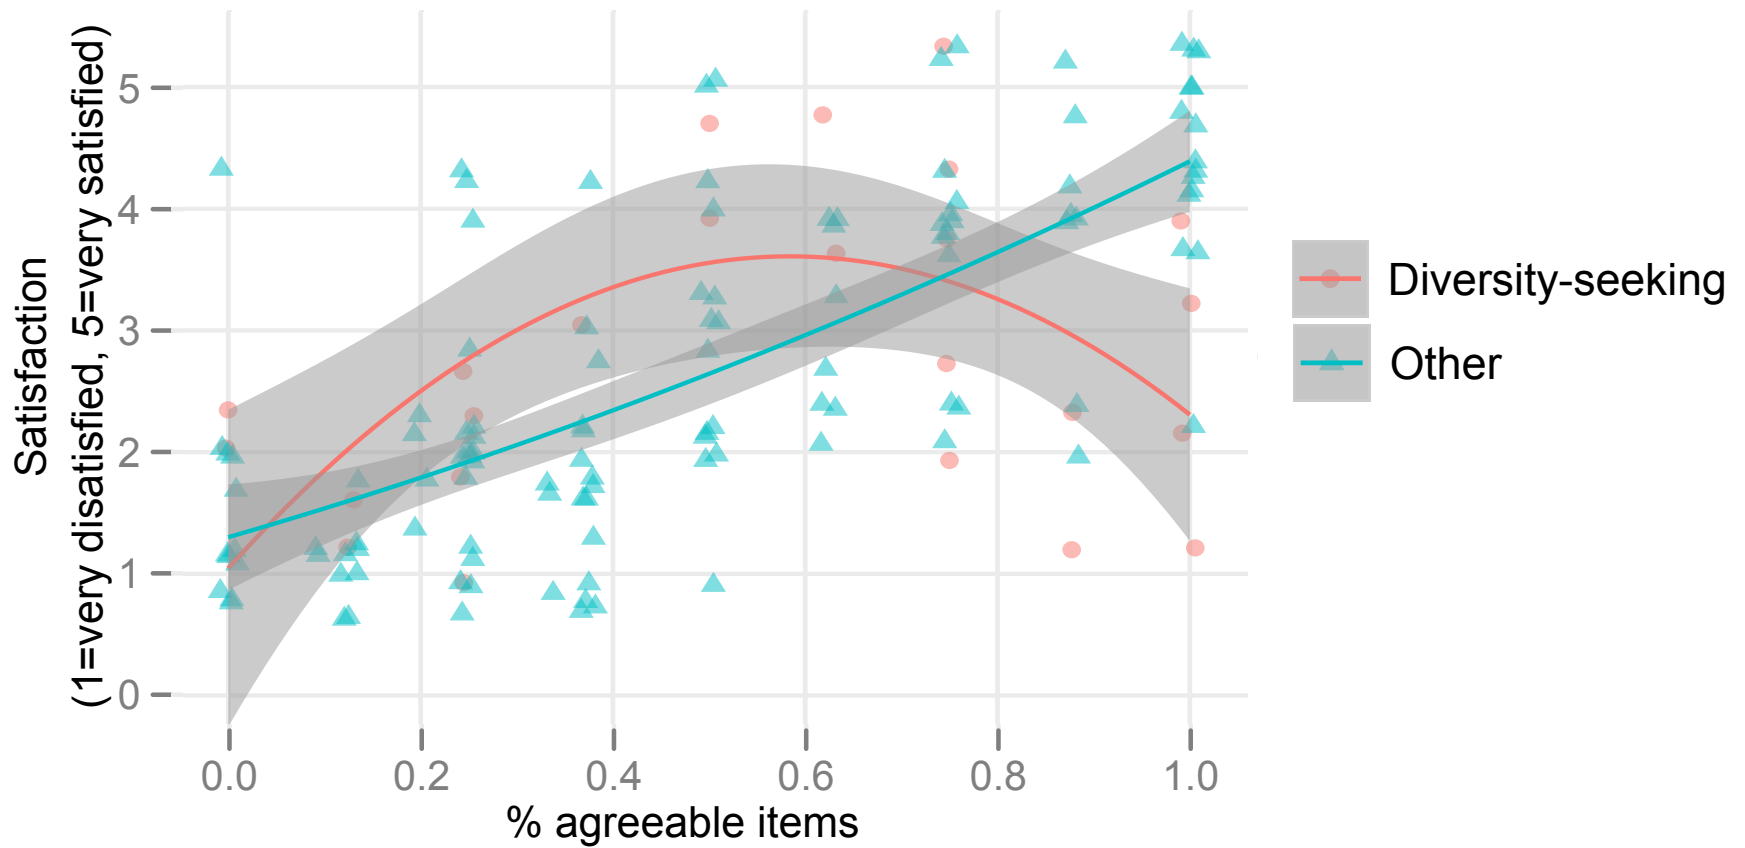 Satisfaction
(1=very disatisfied, 5=very satisfied)
5
4
3
2
1
0
0.0 0.2 0.4 0.6 0.8 1.0
% agreeable items
Diversity-seeking
Other